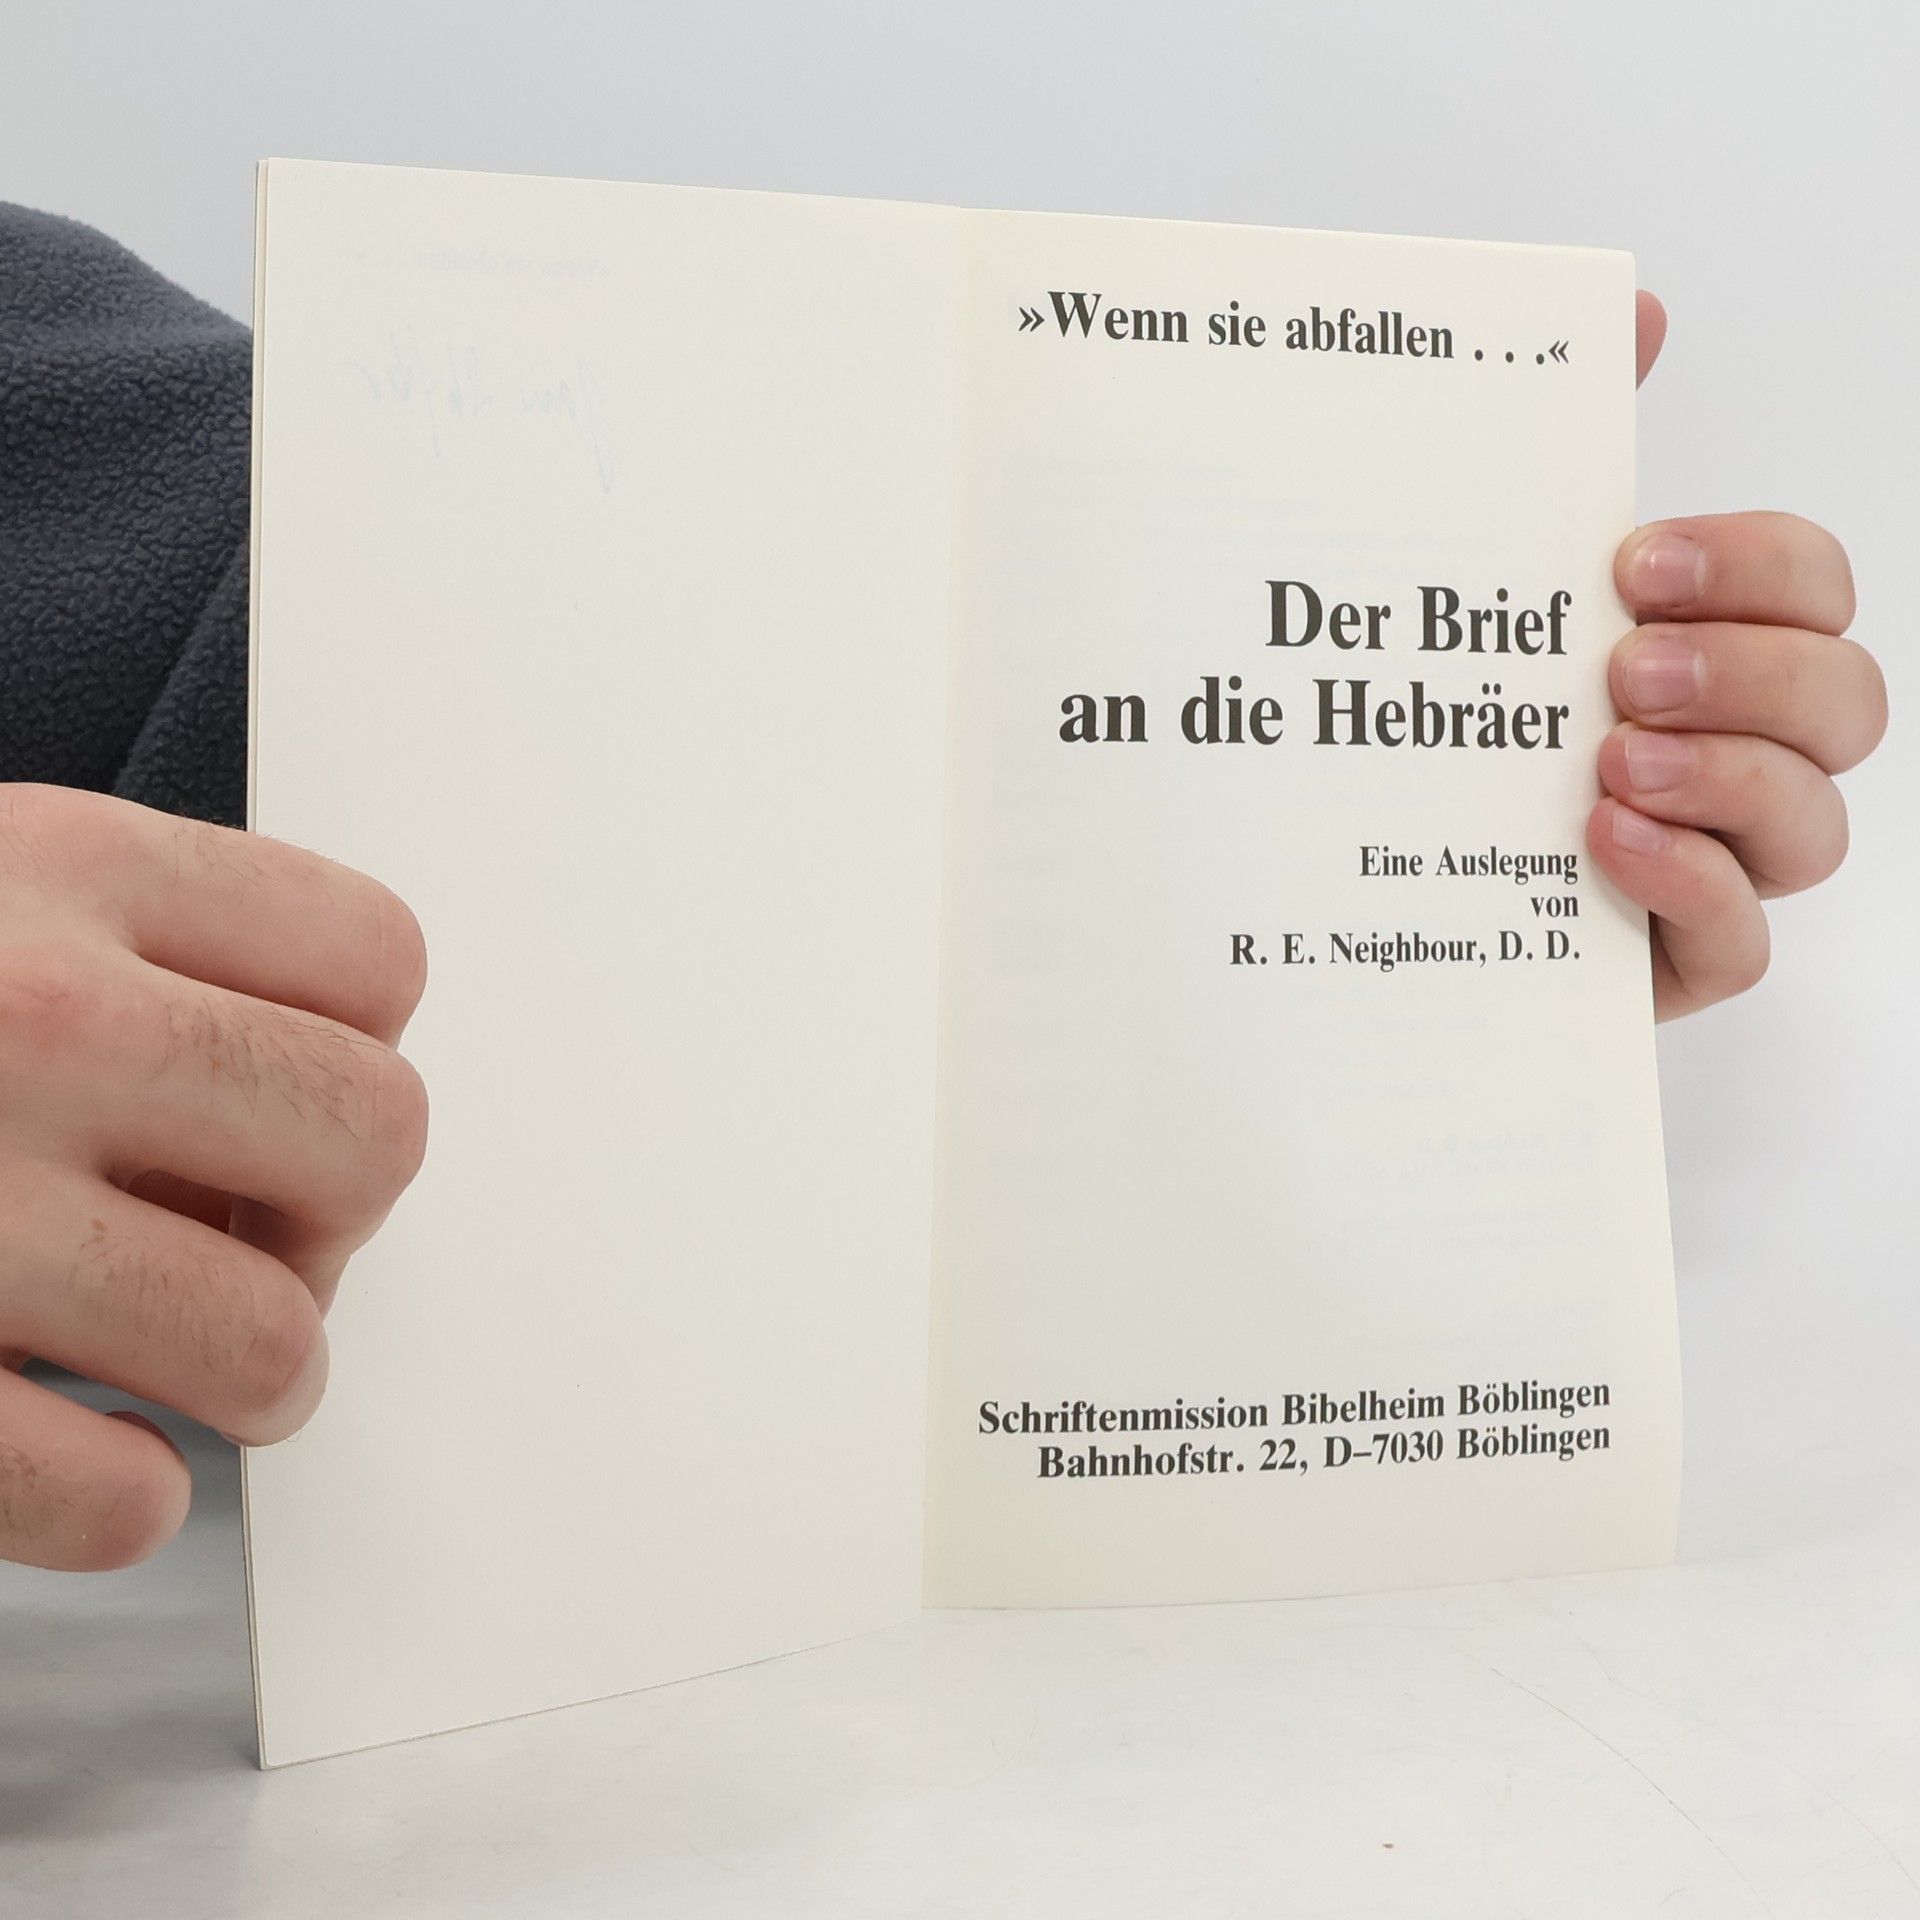 »Wenn sie abfallen . . .«
Der Brief
an die Hebräer
Eine Auslegung
von
R. E. Neighbour, D. D.
Schriftenmission Bibelheim Böblingen
Bahnhofstr. 22, D–7030 Böblingen